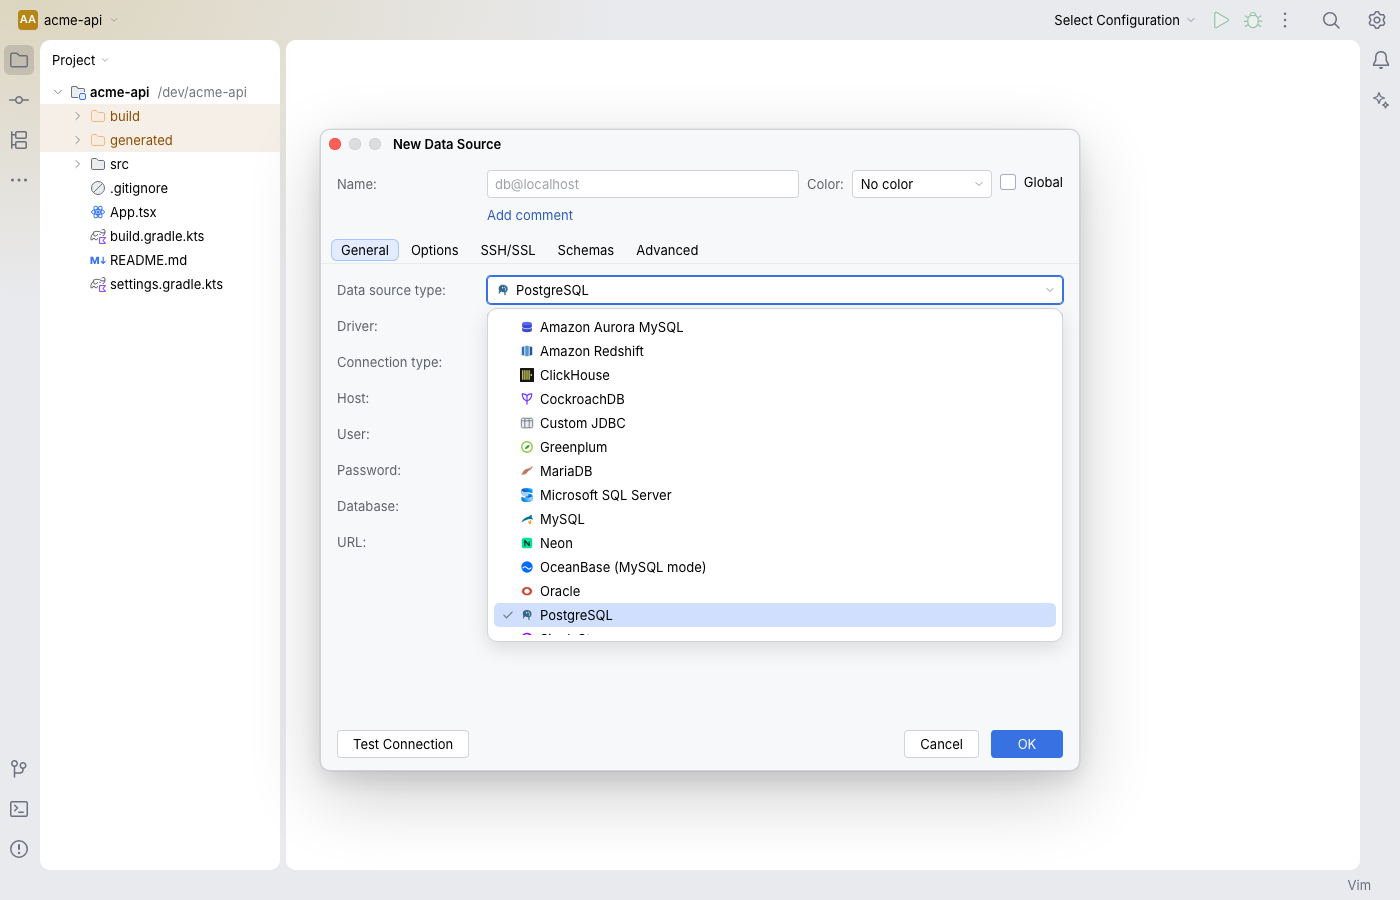 AA acme-api
Select Configuration
Project
acme-api /dev/acme-api
build
generated
src
.gitignore
App.tsx
build.gradle.kts
M↓ README.md
settings.gradle.kts
New Data Source
Name: db@localhost Color: No color Global
Add comment
General Options SSH/SSL Schemas Advanced
Data source type: PostgreSQL
Driver:
Connection type:
Host:
User:
Password:
Database:
URL:
Amazon Aurora MySQL
Amazon Redshift
ClickHouse
CockroachDB
Custom JDBC
Greenplum
MariaDB
Microsoft SQL Server
MySQL
Neon
OceanBase (MySQL mode)
Oracle
PostgreSQL
Test Connection Cancel OK
Vim